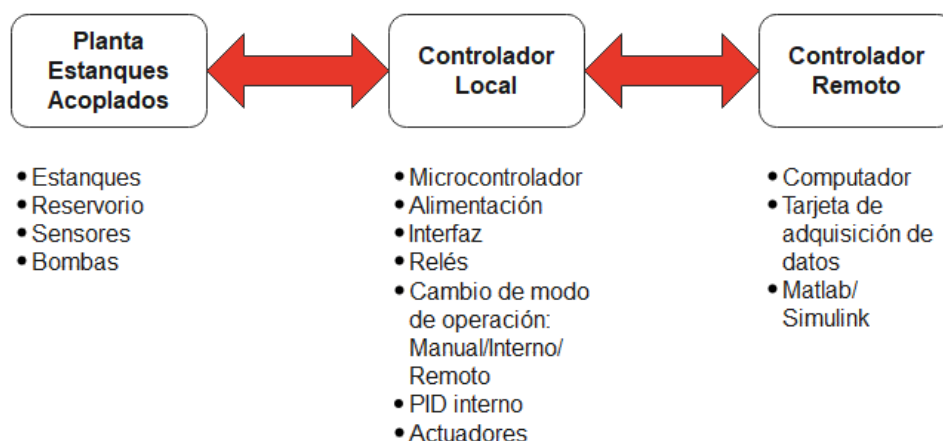 Planta
Estanques
Acoplados
Controlador
Local
Controlador
Remoto
• Estanques
• Reservorio
• Sensores
• Bombas
• Microcontrolador
• Alimentación
• Interfaz
• Relés
• Cambio de modo
de operación:
Manual/Interno/
Remoto
• PID interno
• Actuadores
• Computador
• Tarjeta de
adquisición de
datos
• Matlab/
Simulink